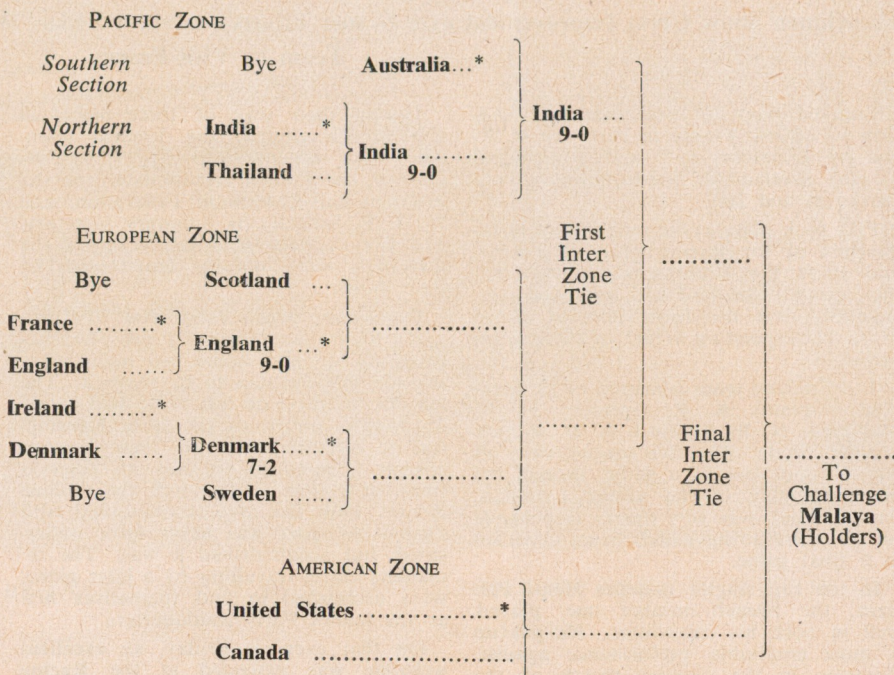 PACIFIC ZONE
Southern Section Bye Australia...*
Northern Section India ......*
Thailand ...
India .........
9-0
India ...
9-0
EUROPEAN ZONE
Bye Scotland ...
France .........*
England ......
England ...*
9-0
Ireland .........*
Denmark ......
Denmark......*
7-2
Bye Sweden ......
First
Inter
Zone
Tie
Final
Inter
Zone
Tie
To
Challenge
Malaya
(Holders)
AMERICAN ZONE
United States ..................*
Canada ........................